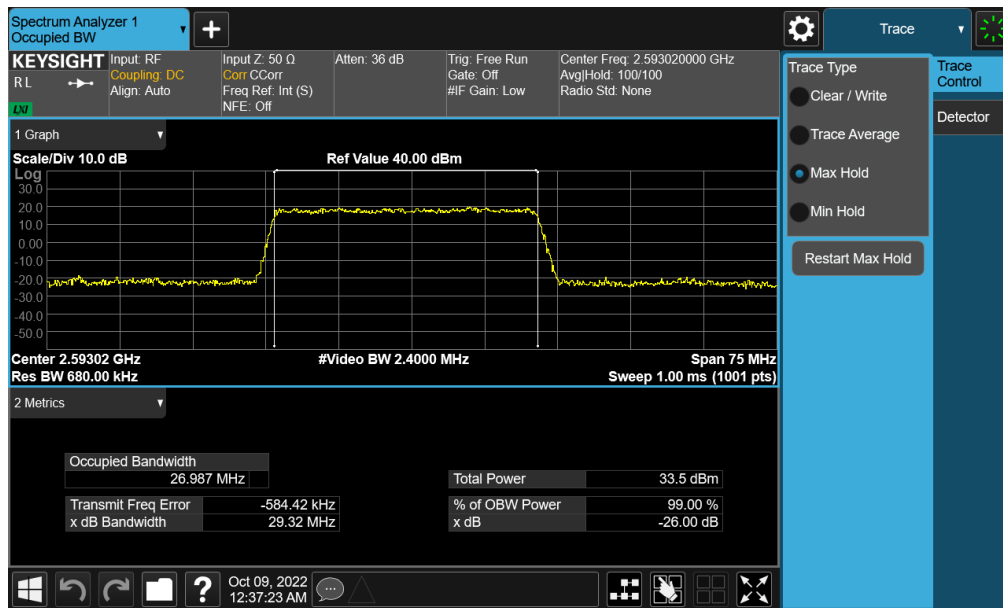 Spectrum Analyzer 1
Occupied BW
Trace
KEYSIGHT
R L
LXI
Input: RF
Coupling: DC
Align: Auto
Input Z: 50 Ω
Corr CCorr
Freq Ref: Int (S)
NFE: Off
Atten: 36 dB
Trig: Free Run
Gate: Off
#IF Gain: Low
Center Freq: 2.593020000 GHz
Avg|Hold: 100/100
Radio Std: None
Trace Type
Clear / Write
Trace Average
Max Hold
Min Hold
Restart Max Hold
Trace
Control
Detector
1 Graph
Scale/Div 10.0 dB
Ref Value 40.00 dBm
Log
30.0
20.0
10.0
0.00
-10.0
-20.0
-30.0
-40.0
-50.0
Center 2.59302 GHz
#Video BW 2.4000 MHz
Span 75 MHz
Res BW 680.00 kHz
Sweep 1.00 ms (1001 pts)
2 Metrics
Occupied Bandwidth
26.987 MHz
Total Power 33.5 dBm
Transmit Freq Error -584.42 kHz
% of OBW Power 99.00 %
x dB Bandwidth 29.32 MHz
x dB -26.00 dB
?
Oct 09, 2022
12:37:23 AM